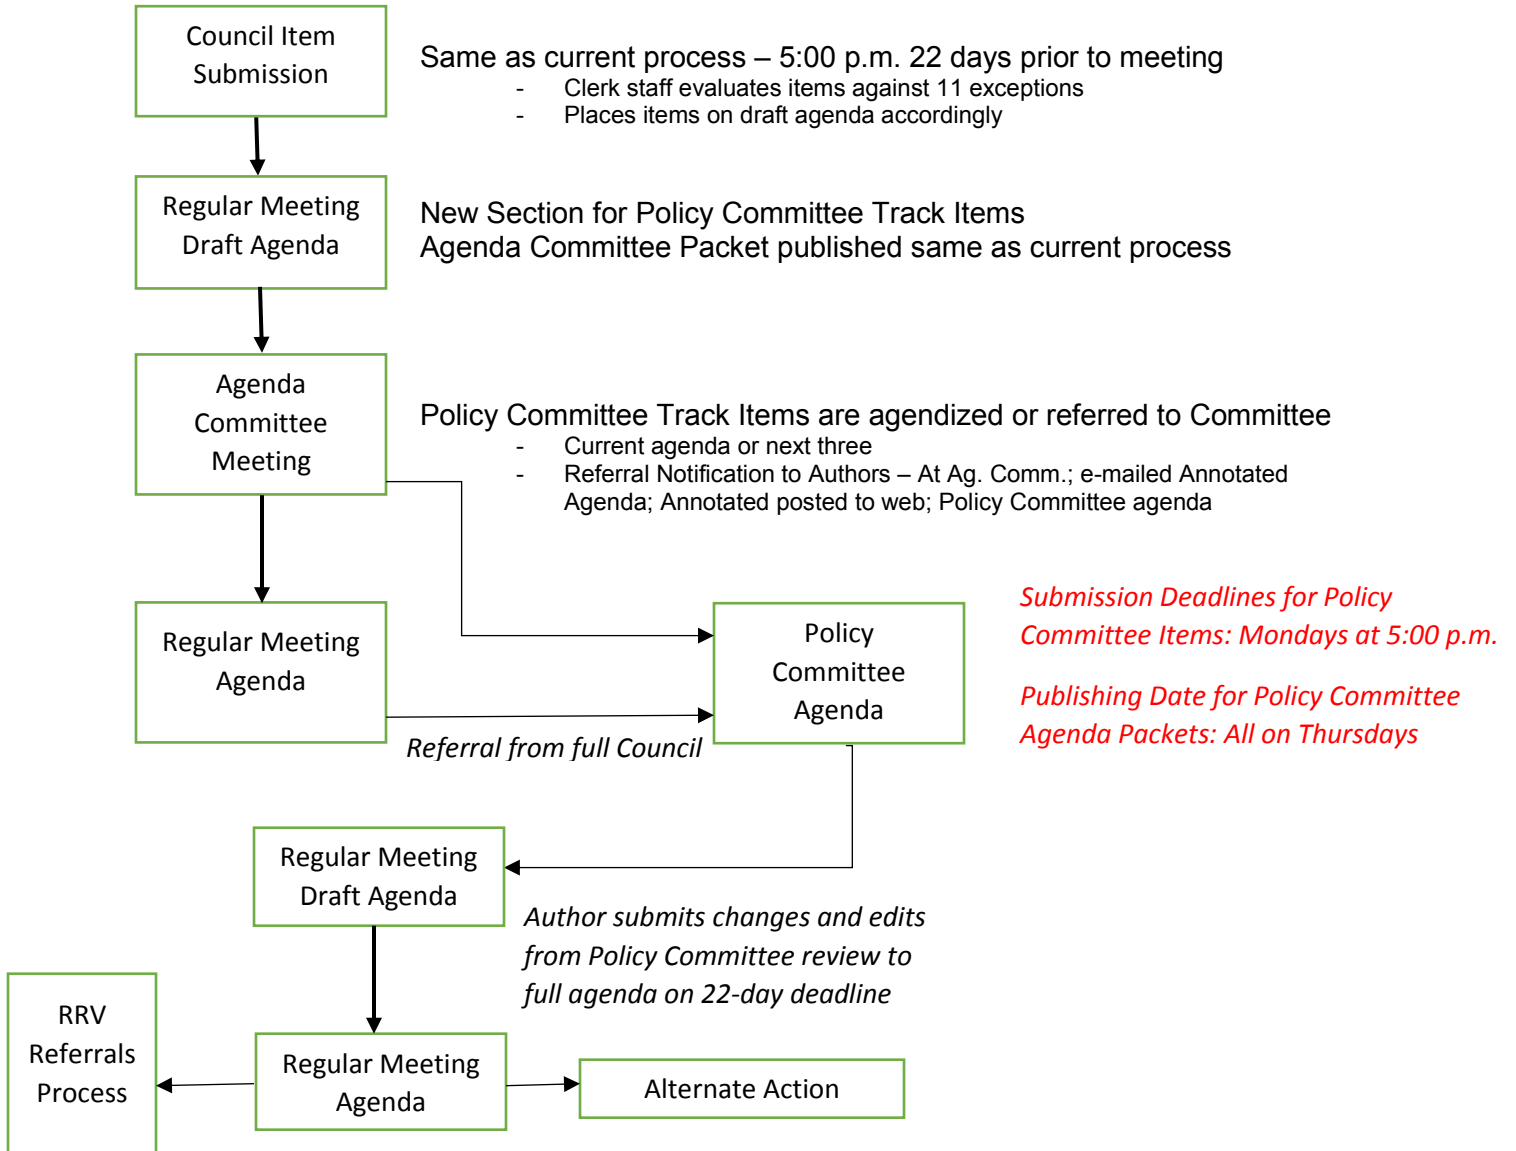 Council Item
Submission
Same as current process – 5:00 p.m. 22 days prior to meeting
- Clerk staff evaluates items against 11 exceptions
- Places items on draft agenda accordingly
Regular Meeting
Draft Agenda
New Section for Policy Committee Track Items
Agenda Committee Packet published same as current process
Agenda
Committee
Meeting
Policy Committee Track Items are agendized or referred to Committee
- Current agenda or next three
- Referral Notification to Authors – At Ag. Comm.; e-mailed Annotated
Agenda; Annotated posted to web; Policy Committee agenda
Regular Meeting
Agenda
Referral from full Council
Policy
Committee
Agenda
Submission Deadlines for Policy
Committee Items: Mondays at 5:00 p.m.
Publishing Date for Policy Committee
Agenda Packets: All on Thursdays
Regular Meeting
Draft Agenda
Author submits changes and edits
from Policy Committee review to
full agenda on 22-day deadline
RRV
Referrals
Process
Regular Meeting
Agenda
Alternate Action